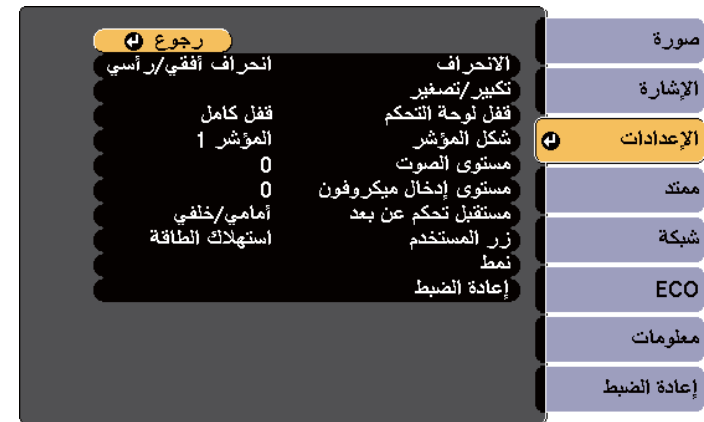 صورة
الإشارة
الإعدادات
ممتد
شبكة
ECO
معلومات
إعادة الضبط
رجوع
الانحراف انحراف أفقي/رأسي
تكبير/تصغير
قفل لوحة التحكم قفل كامل
شكل المؤشر المؤشر 1
مستوى الصوت 0
مستوى إدخال ميكروفون 0
مستقبل تحكم عن بعد أمامي/خلفي
زر المستخدم استهلاك الطاقة
نمط
إعادة الضبط